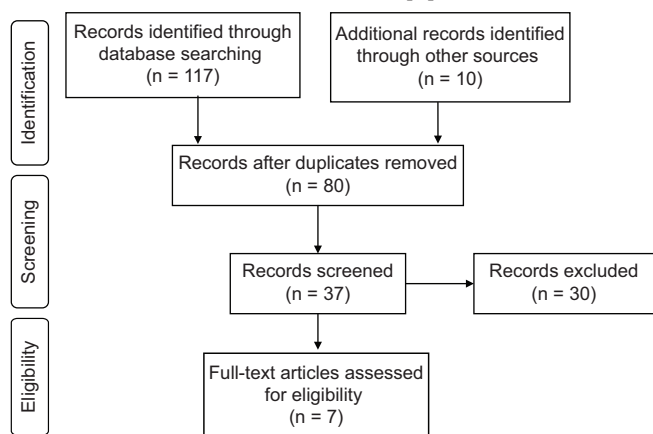 Records identified through
database searching
(n = 117)
Additional records identified
through other sources
(n = 10)
Identification
Records after duplicates removed
(n = 80)
Screening
Records screened
(n = 37)
Records excluded
(n = 30)
Eligibility
Full-text articles assessed
for eligibility
(n = 7)